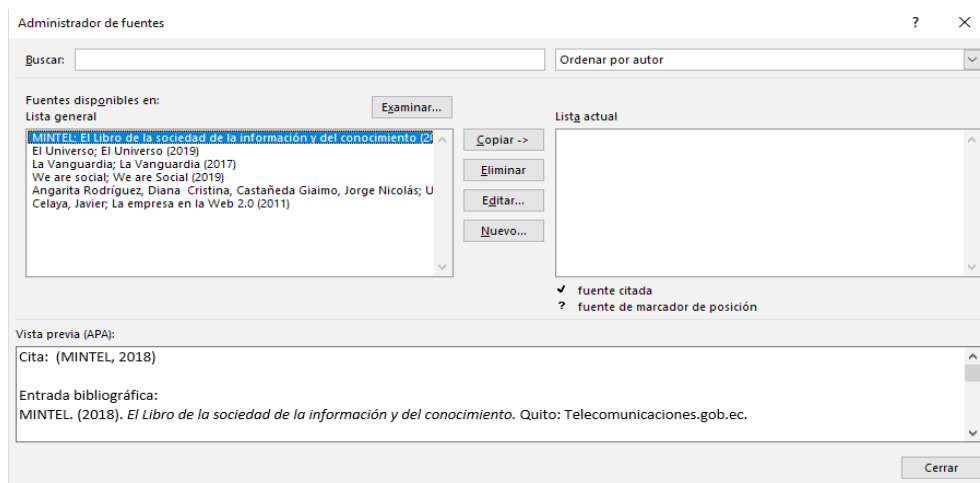 Administrador de fuentes ? ×
Buscar: Ordenar por autor
Fuentes disponibles en:
Lista general
Examinar...
Lista actual
MINTEL; El Libro de la sociedad de la información y del conocimiento (20
El Universo; El Universo (2019)
La Vanguardia; La Vanguardia (2017)
We are social; We are Social (2019)
Angarita Rodríguez, Diana  Cristina, Castañeda Giaimo, Jorge Nicolás; U
Celaya, Javier; La empresa en la Web 2.0 (2011)
Copiar ->
Eliminar
Editar...
Nuevo...
✓ fuente citada
? fuente de marcador de posición
Vista previa (APA):
Cita:  (MINTEL, 2018)
Entrada bibliográfica:
MINTEL. (2018). El Libro de la sociedad de la información y del conocimiento. Quito: Telecomunicaciones.gob.ec.
Cerrar